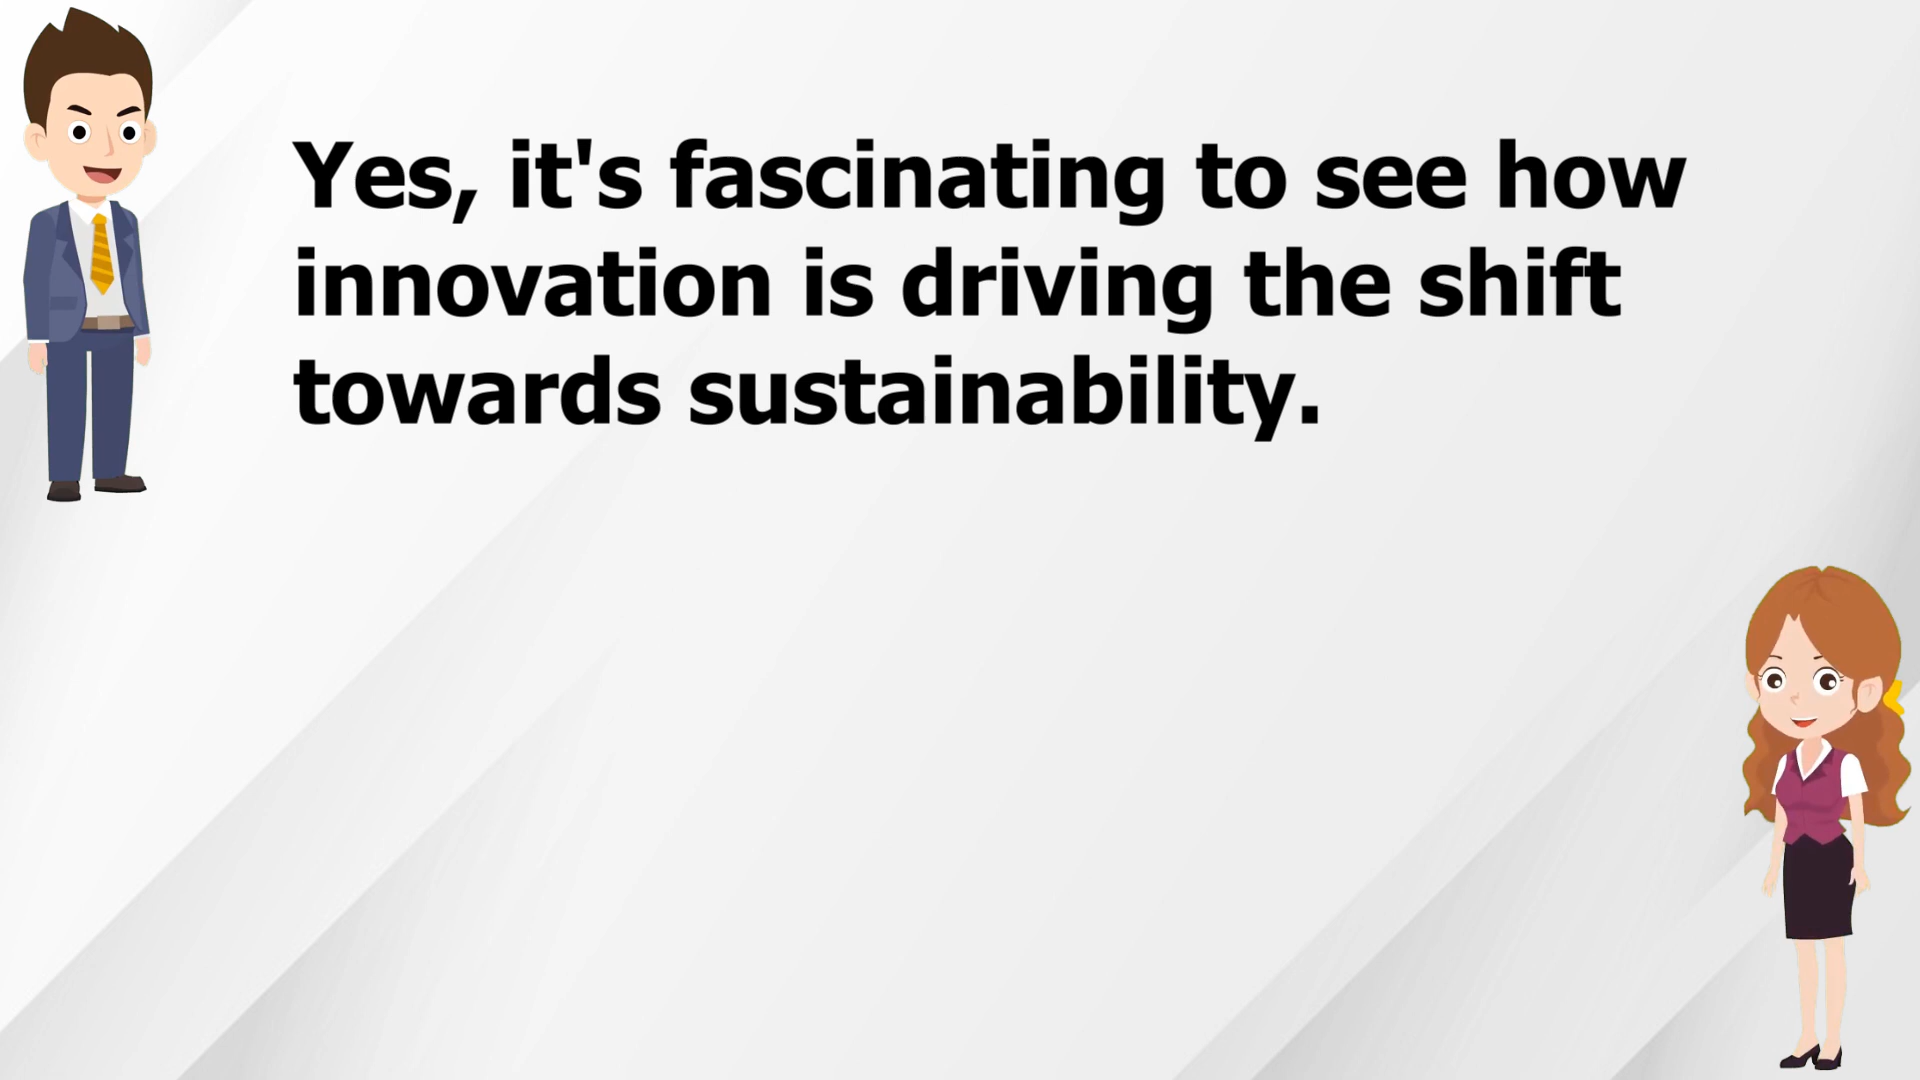 Yes, it's fascinating to see how
innovation is driving the shift
towards sustainability.